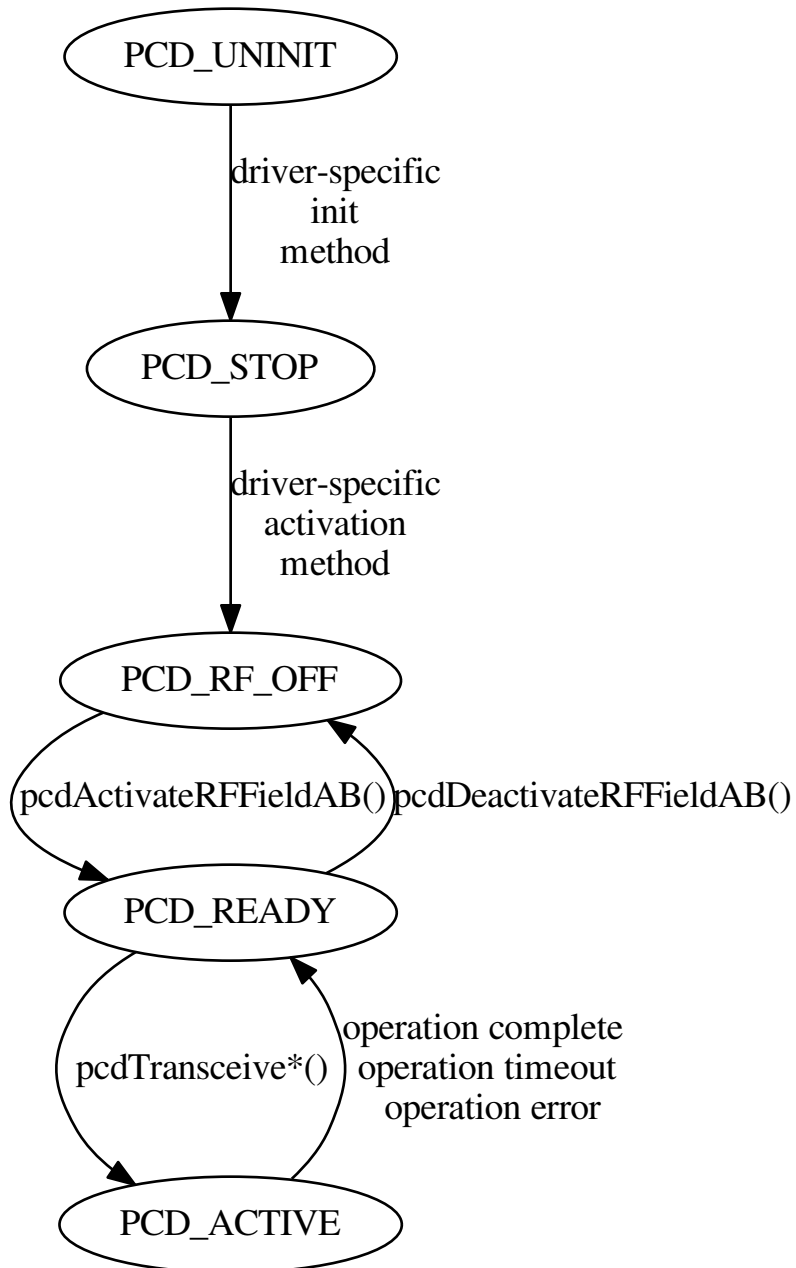 PCD_UNINIT
driver-specific
init
method
PCD_STOP
driver-specific
activation
method
PCD_RF_OFF
pcdActivateRFFieldAB()
pcdDeactivateRFFieldAB()
PCD_READY
pcdTransceive*()
operation complete
operation timeout
operation error
PCD_ACTIVE